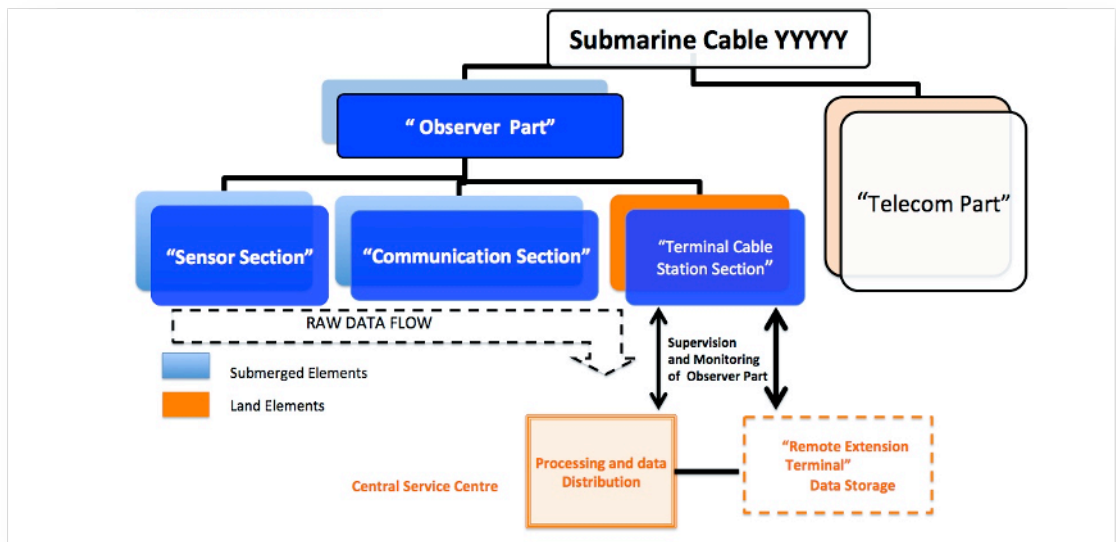 Submarine Cable YYYYY
“ Observer Part”
“Telecom Part”
“Sensor Section”
“Communication Section”
“Terminal Cable
Station Section”
RAW DATA FLOW
Supervision
and Monitoring
of Observer Part
Submerged Elements
Land Elements
Central Service Centre
Processing and data
Distribution
“Remote Extension
Terminal”
Data Storage